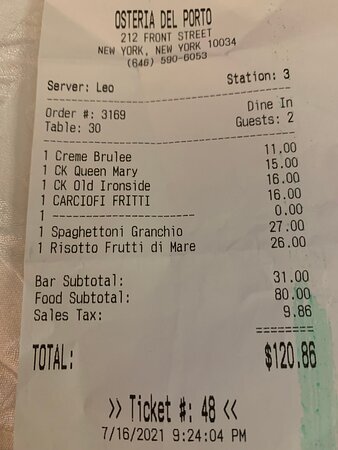 OSTERIA DEL PORTO
212 FRONT STREET
NEW YORK, NEW YORK 10034
(646) 590-6053
Server: Leo Station: 3
Order #: 3169 Dine In
Table: 30 Guests: 2
1 Creme Brulee 11.00
1 CK Queen Mary 15.00
1 CK Old Ironside 16.00
1 CARCIOFI FRITTI 16.00
1 -------------------- 0.00
1 Spaghettoni Granchio 27.00
1 Risotto Frutti di Mare 26.00
Bar Subtotal: 31.00
Food Subtotal: 80.00
Sales Tax: 9.86
=======
TOTAL: $120.86
>> Ticket #: 48 <<
7/16/2021 9:24:04 PM